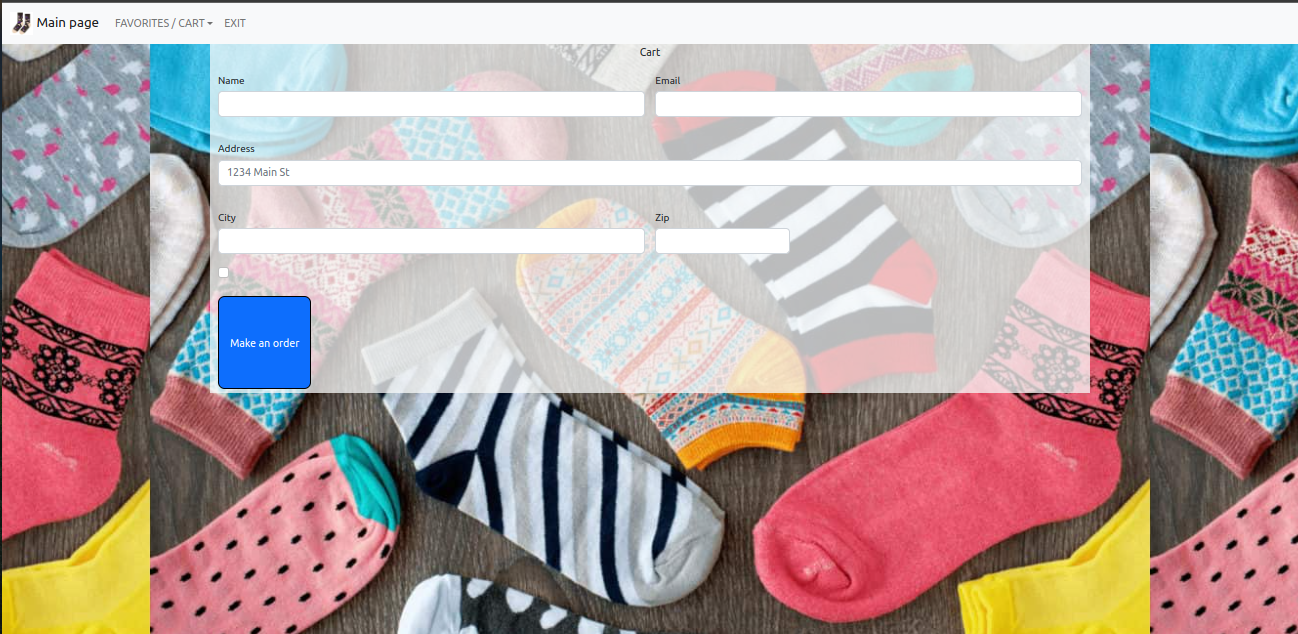 Main page FAVORITES / CART EXIT
Cart
Name Email
Address
1234 Main St
City Zip
Make an order